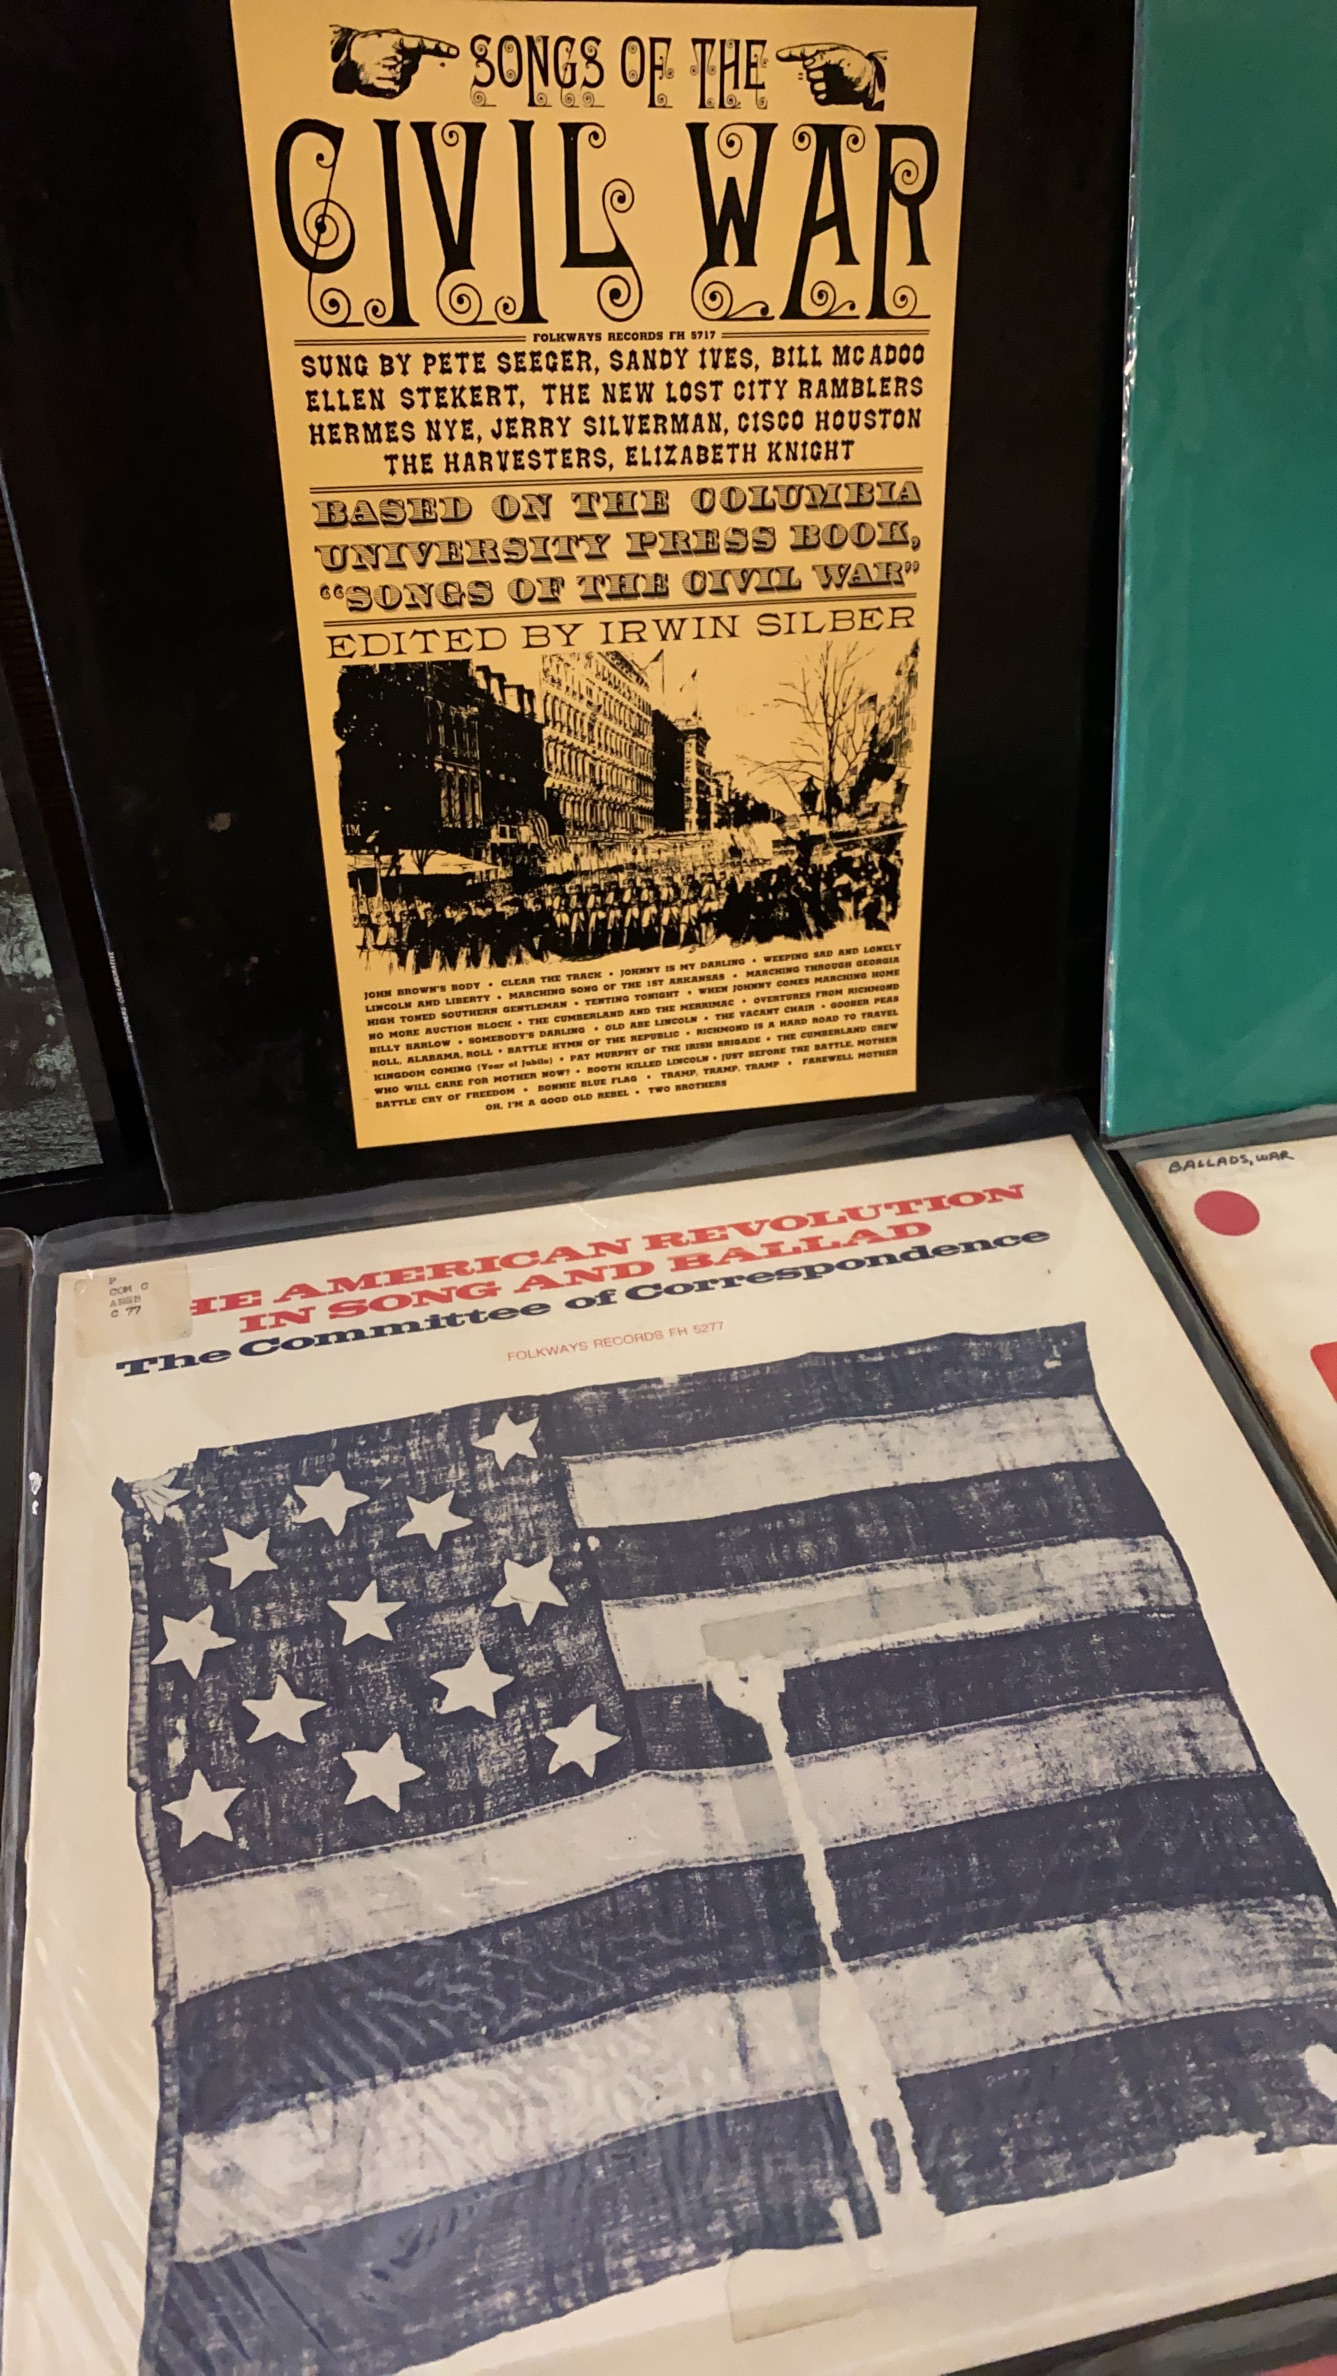 SONGS OF THE
CIVIL WAR
FOLKWAYS RECORDS FH 5717
SUNG BY PETE SEEGER, SANDY IVES, BILL MCADOO
ELLEN STEKERT, THE NEW LOST CITY RAMBLERS
HERMES NYE, JERRY SILVERMAN, CISCO HOUSTON
THE HARVESTERS, ELIZABETH KNIGHT
BASED ON THE COLUMBIA
UNIVERSITY PRESS BOOK,
“SONGS OF THE CIVIL WAR”
EDITED BY IRWIN SILBER
IM
JOHN BROWN'S BODY • CLEAR THE TRACK • JOHNNY IS MY DARLING • WEEPING SAD AND LONELY
LINCOLN AND LIBERTY • MARCHING SONG OF THE 1ST ARKANSAS • MARCHING THROUGH GEORGIA
HIGH TONED SOUTHERN GENTLEMAN • TENTING TONIGHT • WHEN JOHNNY COMES MARCHING HOME
NO MORE AUCTION BLOCK • THE CUMBERLAND AND THE MERRIMAC • OVERTURES FROM RICHMOND
BILLY BARLOW • SOMEBODY'S DARLING • OLD ABE LINCOLN • THE VACANT CHAIR • GOOBER PEAS
ROLL, ALABAMA, ROLL • BATTLE HYMN OF THE REPUBLIC • RICHMOND IS A HARD ROAD TO TRAVEL
KINGDOM COMING (Year of Jubilo) • PAT MURPHY OF THE IRISH BRIGADE • THE CUMBERLAND CREW
WHO WILL CARE FOR MOTHER NOW? • BOOTH KILLED LINCOLN • JUST BEFORE THE BATTLE, MOTHER
BATTLE CRY OF FREEDOM • BONNIE BLUE FLAG • TRAMP, TRAMP, TRAMP • FAREWELL MOTHER
OH, I'M A GOOD OLD REBEL • TWO BROTHERS
BALLADS, WAR
P
COM C
ARSB
C 77
HE AMERICAN REVOLUTION
IN SONG AND BALLAD
The Committee of Correspondence
FOLKWAYS RECORDS FH 5277